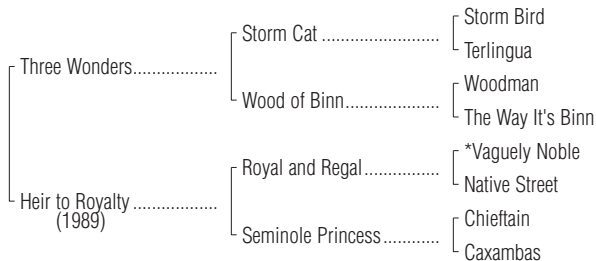 Storm Bird
Storm Cat ........................
Terlingua
Three Wonders.................
Woodman
Wood of Binn...................
The Way It's Binn
*Vaguely Noble
Royal and Regal...............
Native Street
Heir to Royalty .................
(1989)
Chieftain
Seminole Princess............
Caxambas